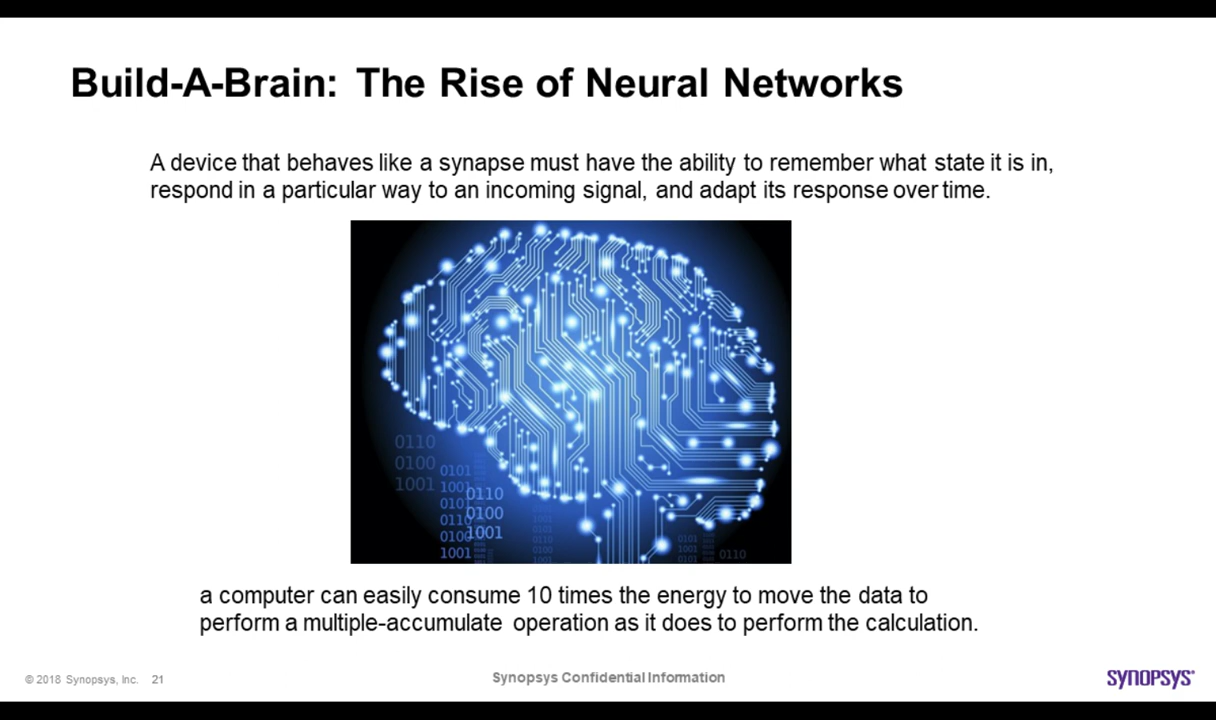 Build-A-Brain: The Rise of Neural Networks
A device that behaves like a synapse must have the ability to remember what state it is in,
respond in a particular way to an incoming signal, and adapt its response over time.
0110
0100
1001
0101
1001
0101
0110
0100
1001
0110
0100
1001
0101
1001
0101
0110
a computer can easily consume 10 times the energy to move the data to
perform a multiple-accumulate operation as it does to perform the calculation.
© 2018 Synopsys, Inc. 21
Synopsys Confidential Information
SYNOPSYS®